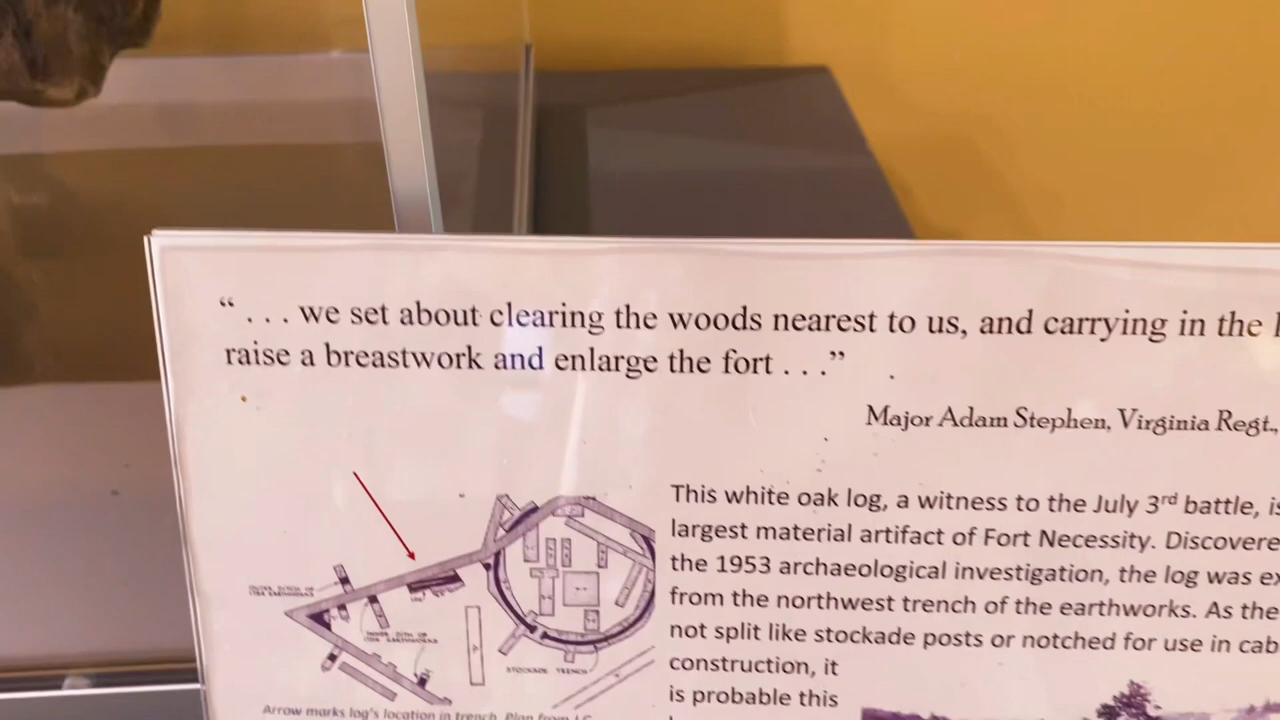 “ . . . we set about clearing the woods nearest to us, and carrying in the
raise a breastwork and enlarge the fort . . .”
Major Adam Stephen, Virginia Regt.,
This white oak log, a witness to the July 3rd battle, is
largest material artifact of Fort Necessity. Discovere
the 1953 archaeological investigation, the log was ex
from the northwest trench of the earthworks. As the
not split like stockade posts or notched for use in cab
construction, it
is probable this
STOCKADE TRENCH
Arrow marks log's location in trench. Plan from J.C.